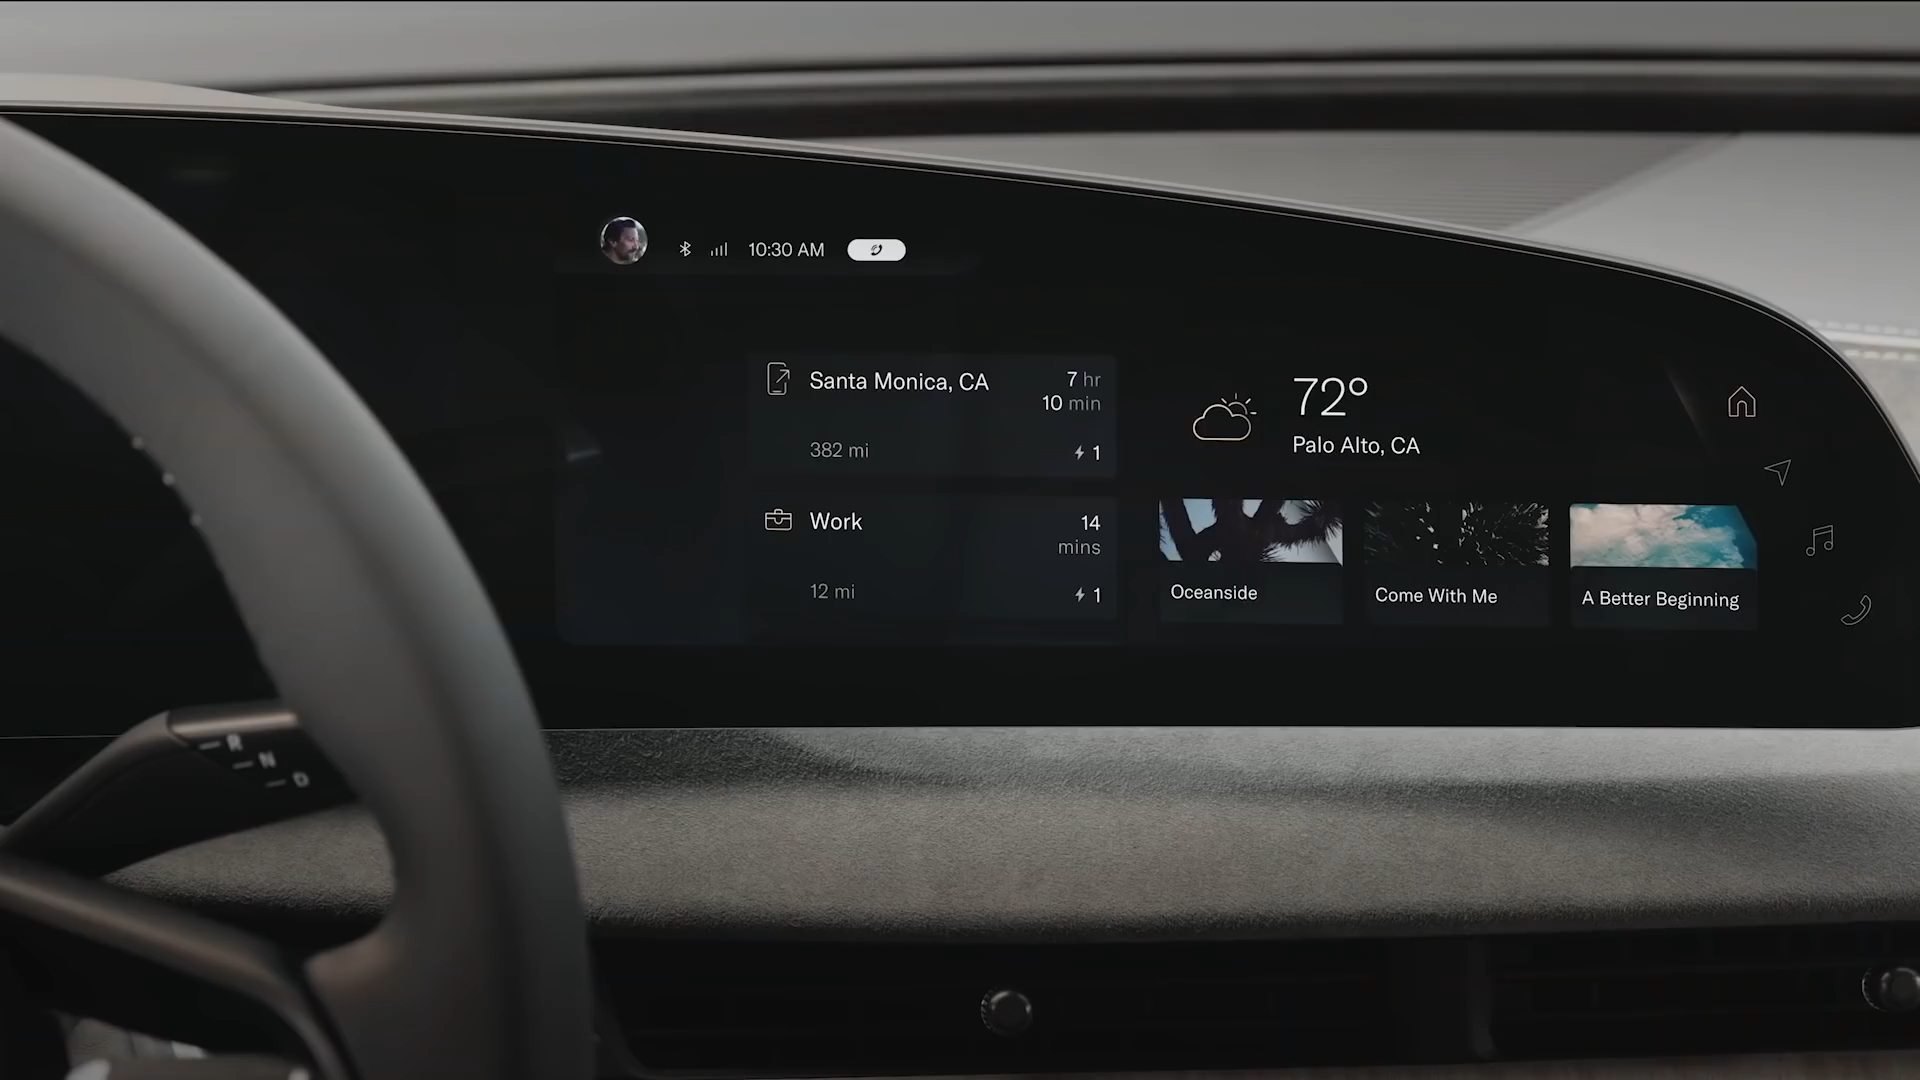 10:30 AM
Santa Monica, CA
7 hr
10 min
382 mi
1
Work
14
mins
12 mi
1
72°
Palo Alto, CA
Oceanside
Come With Me
A Better Beginning
R
N
D